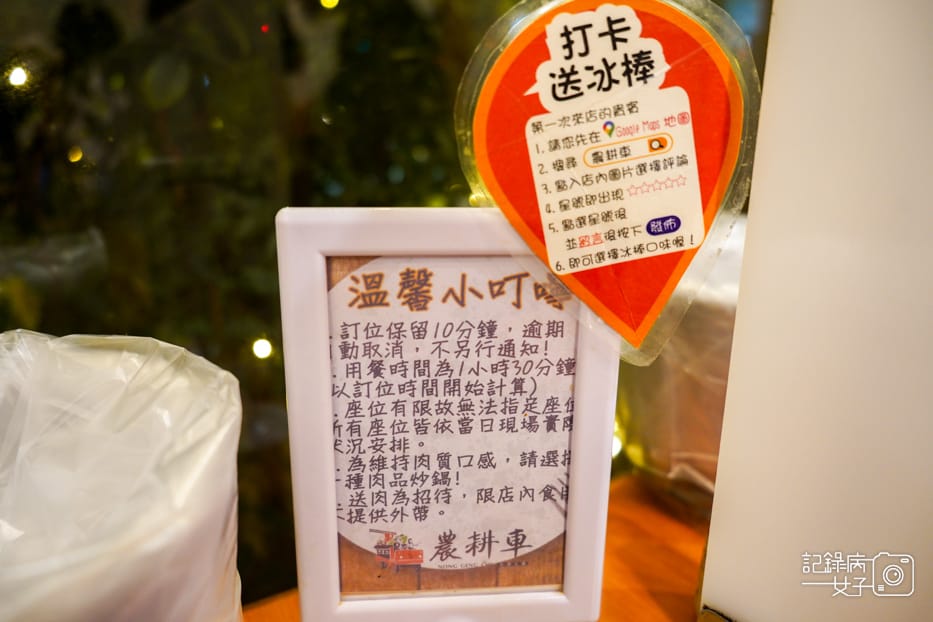 打卡
送冰棒
第一次來店的貴賓
1. 請您先在 Google Maps 地圖
2. 搜尋 農耕車
3. 點入店內圖片選擇評論
4. 星號即出現 ☆☆☆☆☆
5. 點選星號後
並留言後按下 發佈
6. 即可選擇冰棒口味喔！
溫馨小叮嚀
訂位保留10分鐘，逾期
動取消，不另行通知!
用餐時間為1小時30分鐘
以訂位時間開始計算)
座位有限故無法指定座位
所有座位皆依當日現場實際
狀況安排。
為維持肉質口感，請選擇
一種肉品炒鍋!
送肉為招待，限店內食用
不提供外帶。
農耕車
NONG GENG
記錄病
女子